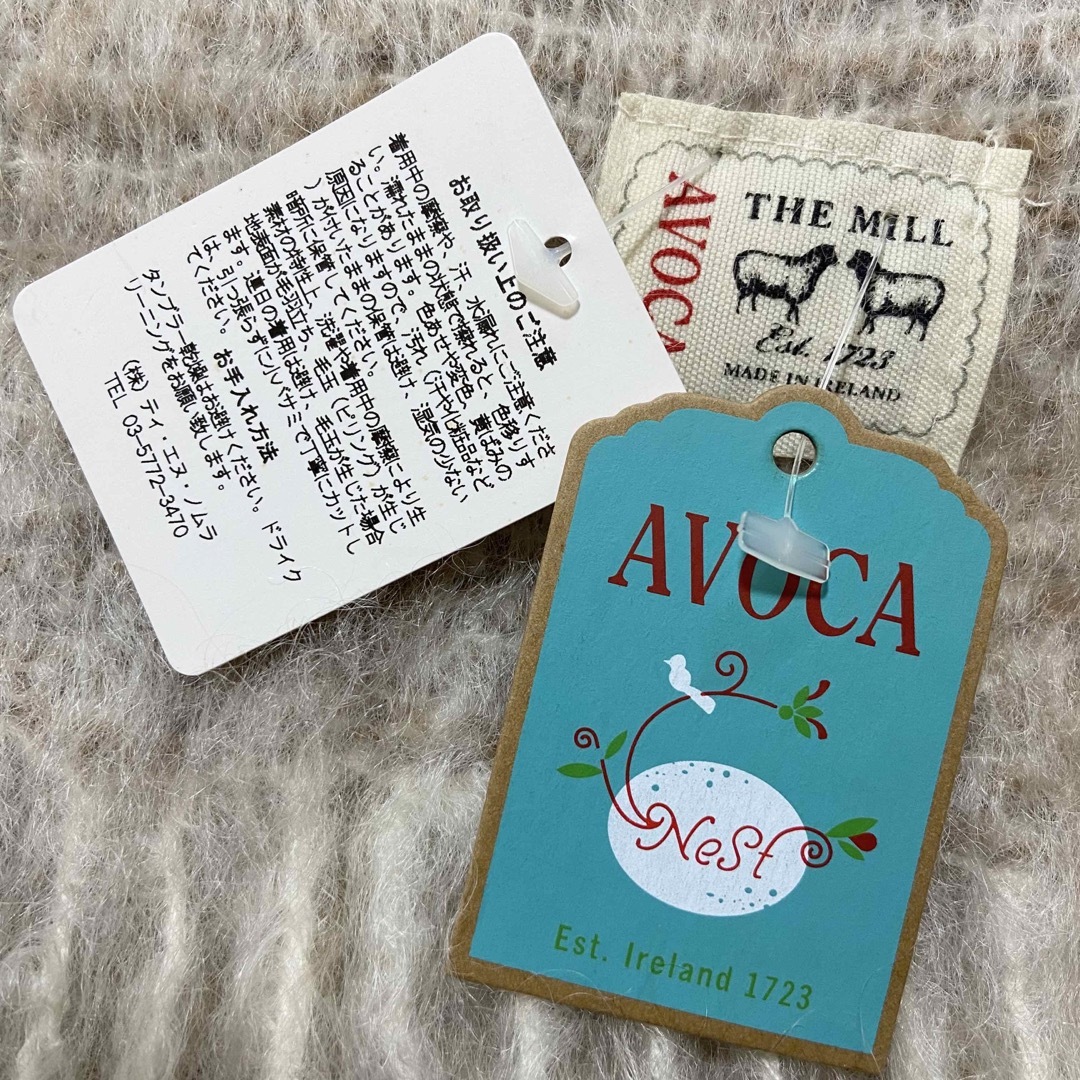 お取り扱い上のご注意
着用中の摩擦や、汗、水濡れにご注意くださ
い。濡れたままの状態で擦れると、色移りす
ることがあります。色あせや変色、黄ばみの
原因になりますので、汚れ(汗や化粧品など
)が付いたままの保管は避け、湿気の少ない
暗所に保管してください。
素材の特性上、洗濯や着用中の摩擦により生
地表面が毛羽立ち、毛玉(ピリング)が生じ
ます。連日の着用は避け、毛玉が生じた場合
は、引っ張らずに小バサミで丁寧にカットし
てください。
お手入れ方法
タンブラー乾燥はお避けください。ドライク
リーニングをお願い致します。
(株)ティ・エヌ・ノムラ
TEL 03-5772-3470
AVOCA
THE MILL
Est. 1723
MADE IN IRELAND
AVOCA
Nest
Est. Ireland 1723